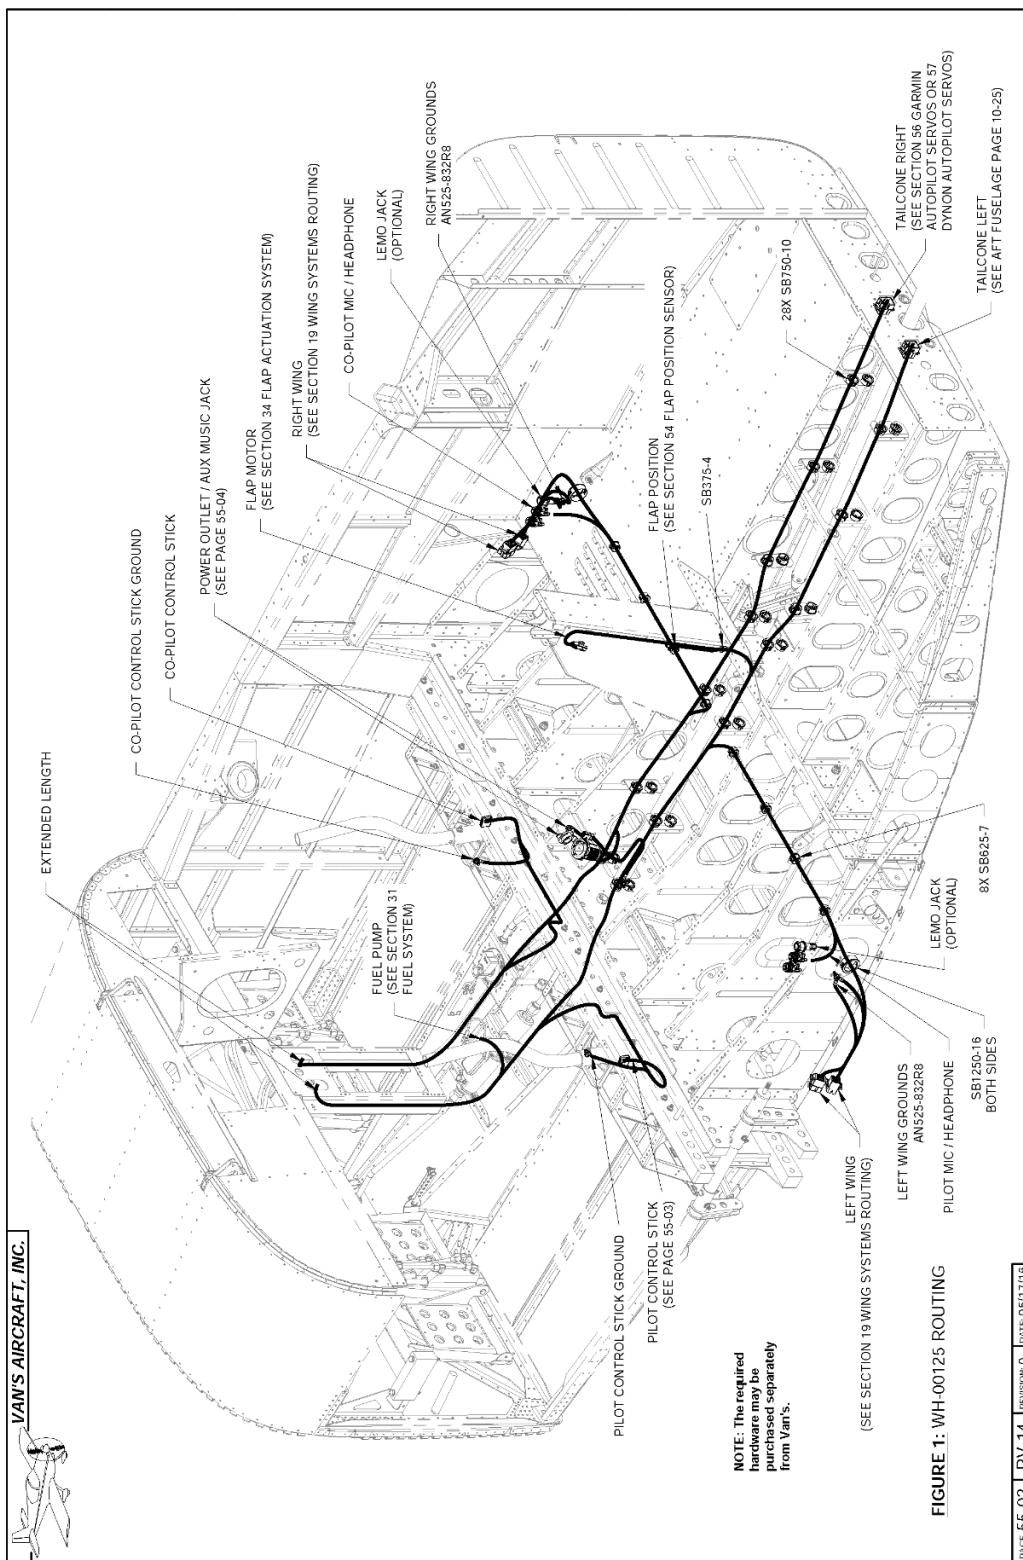 VAN'S AIRCRAFT, INC.
EXTENDED LENGTH
CO-PILOT CONTROL STICK GROUND
CO-PILOT CONTROL STICK
POWER OUTLET / AUX MUSIC JACK
(SEE PAGE 55-04)
FLAP MOTOR
(SEE SECTION 34 FLAP ACTUATION SYSTEM)
RIGHT WING
(SEE SECTION 19 WING SYSTEMS ROUTING)
CO-PILOT MIC / HEADPHONE
LEMO JACK
(OPTIONAL)
RIGHT WING GROUNDS
AN525-832R8
FUEL PUMP
(SEE SECTION 31
FUEL SYSTEM)
FLAP POSITION
(SEE SECTION 54 FLAP POSITION SENSOR)
SB375-4
28X SB750-10
TAILCONE RIGHT
(SEE SECTION 56 GARMIN
AUTOPILOT SERVOS OR 57
DYNON AUTOPILOT SERVOS)
TAILCONE LEFT
(SEE AFT FUSELAGE PAGE 10-25)
PILOT CONTROL STICK GROUND
PILOT CONTROL STICK
(SEE PAGE 55-03)
NOTE: The required
hardware may be
purchased separately
from Van's.
LEFT WING
(SEE SECTION 19 WING SYSTEMS ROUTING)
LEFT WING GROUNDS
AN525-832R8
PILOT MIC / HEADPHONE
SB1250-16
BOTH SIDES
LEMO JACK
(OPTIONAL)
8X SB625-7
FIGURE 1: WH-00125 ROUTING
PAGE 55-02 RV-14 REVISION: 0 DATE: